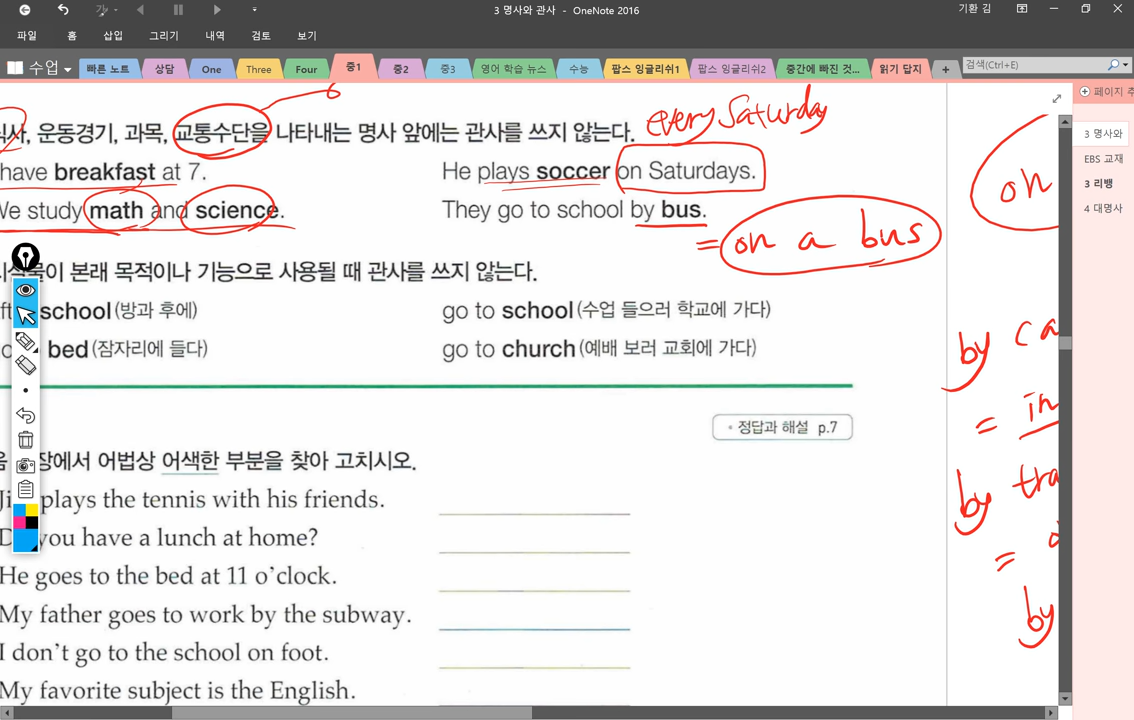 3 명사와 관사 - OneNote 2016
기환 김
파일 홈 삽입 그리기 내역 검토 보기
수업 빠른 노트 상담 One Three Four 중1 중2 중3 영어 학습 뉴스 수능 팝스 잉글리쉬1 팝스 잉글리쉬2 중간에 빠진 것... 읽기 답지 + 검색(Ctrl+E)
페이지 추
3 명사와
EBS 교재
3 리뱅
4 대명사
every Saturday
식사, 운동경기, 과목, 교통수단을 나타내는 명사 앞에는 관사를 쓰지 않는다.
have breakfast at 7.
He plays soccer on Saturdays.
on
We study math and science.
They go to school by bus.
= on a bus
본래 목적이나 기능으로 사용될 때 관사를 쓰지 않는다.
school(방과 후에)
go to school(수업 들으러 학교에 가다)
bed(잠자리에 들다)
go to church(예배 보러 교회에 가다)
by ca
= in
정답과 해설 p.7
장에서 어법상 어색한 부분을 찾아 고치시오.
by tra
plays the tennis with his friends.
you have a lunch at home?
=
He goes to the bed at 11 o'clock.
My father goes to work by the subway.
by
I don't go to the school on foot.
My favorite subject is the English.